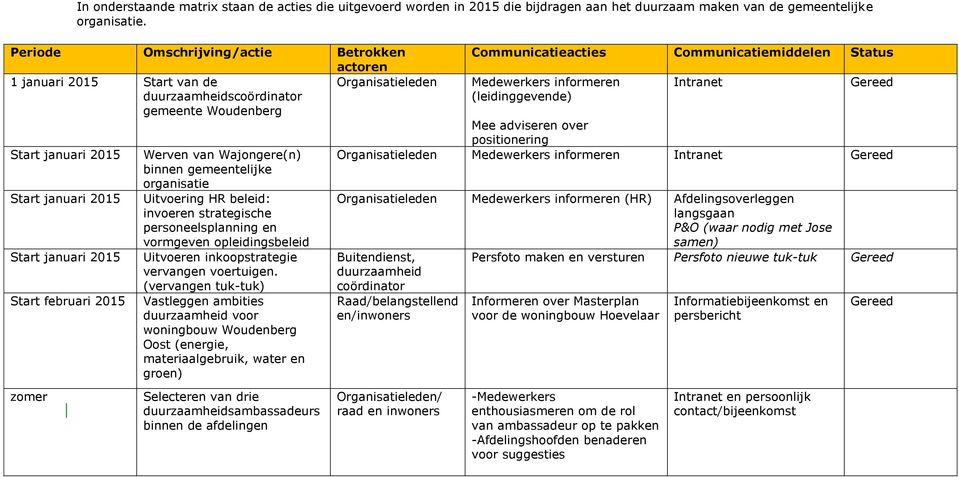 In onderstaande matrix staan de acties die uitgevoerd worden in 2015 die bijdragen aan het duurzaam maken van de gemeentelijke
organisatie.
Periode Omschrijving/actie Betrokken actoren Communicatieacties Communicatiemiddelen Status
1 januari 2015
Start van de
duurzaamheidscoördinator
gemeente Woudenberg
Organisatieleden
Medewerkers informeren
(leidinggevende)
Mee adviseren over
positionering
Intranet
Gereed
Start januari 2015
Werven van Wajongere(n)
binnen gemeentelijke
organisatie
Organisatieleden
Medewerkers informeren
Intranet
Gereed
Start januari 2015
Uitvoering HR beleid:
invoeren strategische
personeelsplanning en
vormgeven opleidingsbeleid
Organisatieleden
Medewerkers informeren (HR)
Afdelingsoverleggen
langsgaan
P&O (waar nodig met Jose
samen)
Start januari 2015
Uitvoeren inkoopstrategie
vervangen voertuigen.
(vervangen tuk-tuk)
Buitendienst,
duurzaamheid
coördinator
Persfoto maken en versturen
Persfoto nieuwe tuk-tuk
Gereed
Start februari 2015
Vastleggen ambities
duurzaamheid voor
woningbouw Woudenberg
Oost (energie,
materiaalgebruik, water en
groen)
Raad/belangstellend
en/inwoners
Informeren over Masterplan
voor de woningbouw Hoevelaar
Informatiebijeenkomst en
persbericht
Gereed
zomer
Selecteren van drie
duurzaamheidsambassadeurs
binnen de afdelingen
Organisatieleden/
raad en inwoners
-Medewerkers
enthousiasmeren om de rol
van ambassadeur op te pakken
-Afdelingshoofden benaderen
voor suggesties
Intranet en persoonlijk
contact/bijeenkomst